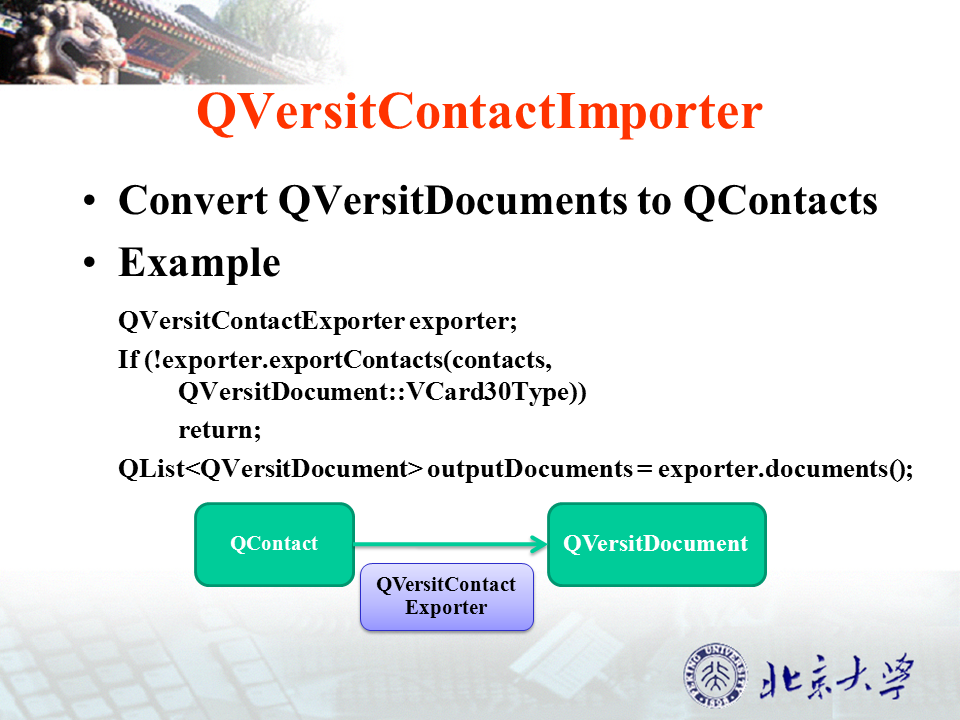 QVersitContactImporter
• Convert QVersitDocuments to QContacts
• Example
QVersitContactExporter exporter;
If (!exporter.exportContacts(contacts,
QVersitDocument::VCard30Type))
return;
QList<QVersitDocument> outputDocuments = exporter.documents();
QContact
QVersitDocument
QVersitContact
Exporter
PEKING UNIVERSITY
1898
北京大学